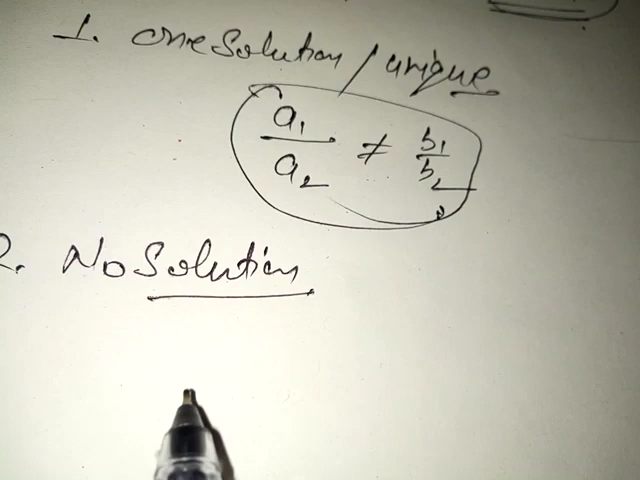 1. one Solution / unique
a₁/a₂ ≠ b₁/b₂
2. No Solution